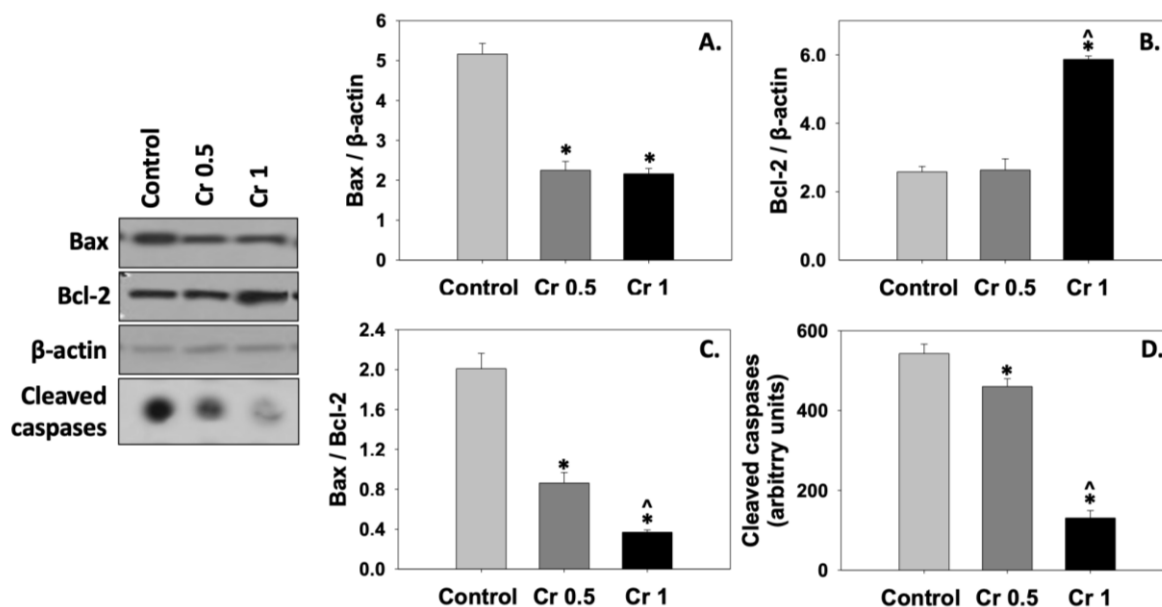 Control
Cr 0.5
Cr 1
Bax
Bcl-2
β-actin
Cleaved
caspases
A.
Bax / β-actin
6
5
4
3
2
1
0
*
*
Control Cr 0.5 Cr 1
B.
Bcl-2 / β-actin
6.0
4.0
2.0
0.0
^
*
Control Cr 0.5 Cr 1
C.
Bax / Bcl-2
2.4
2.0
1.6
1.2
0.8
0.4
0.0
*
^
*
Control Cr 0.5 Cr 1
D.
Cleaved caspases
(arbitrry units)
600
400
200
0
*
^
*
Control Cr 0.5 Cr 1